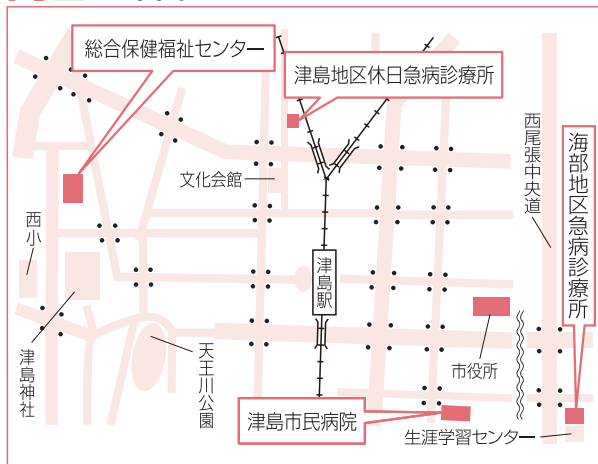 総合保健福祉センター
津島地区休日急病診療所
西尾張中央道
海部地区急病診療所
文化会館
西小
津島駅
津島神社
天王川公園
市役所
津島市民病院
生涯学習センター